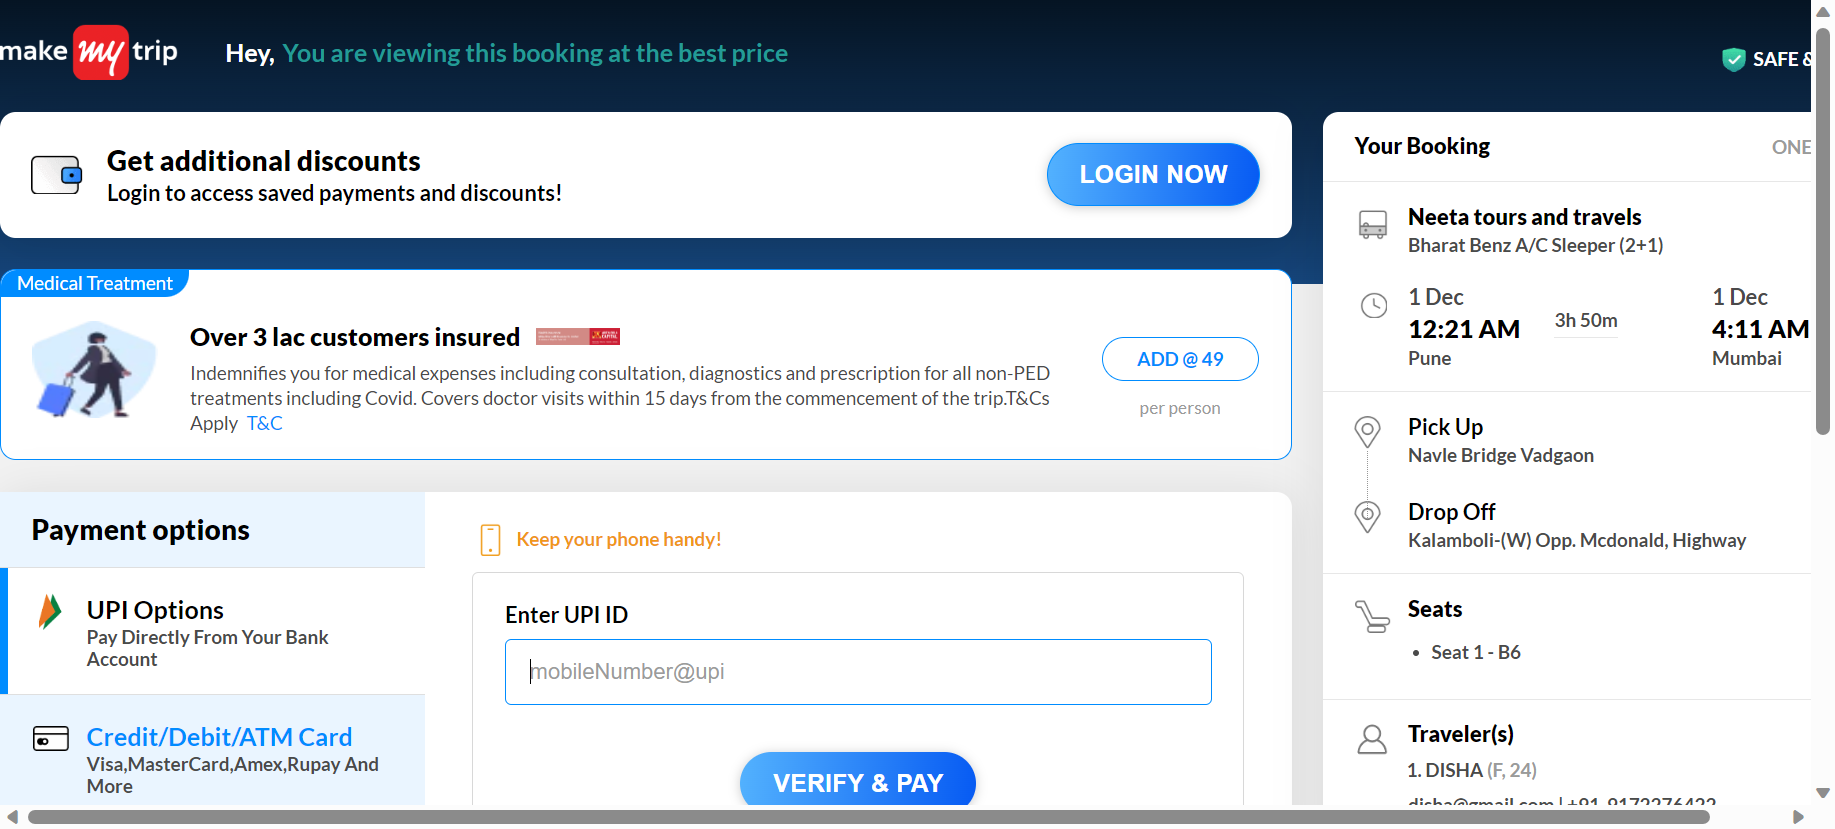 make my trip
Hey, You are viewing this booking at the best price
SAFE &
Get additional discounts
Login to access saved payments and discounts!
LOGIN NOW
Medical Treatment
Over 3 lac customers insured
Indemnifies you for medical expenses including consultation, diagnostics and prescription for all non-PED
treatments including Covid. Covers doctor visits within 15 days from the commencement of the trip.T&Cs
Apply T&C
ADD @ 49
per person
Payment options
UPI Options
Pay Directly From Your Bank
Account
Credit/Debit/ATM Card
Visa,MasterCard,Amex,Rupay And
More
Keep your phone handy!
Enter UPI ID
mobileNumber@upi
VERIFY & PAY
Your Booking
ONE
Neeta tours and travels
Bharat Benz A/C Sleeper (2+1)
1 Dec
12:21 AM
Pune
3h 50m
1 Dec
4:11 AM
Mumbai
Pick Up
Navle Bridge Vadgaon
Drop Off
Kalamboli-(W) Opp. Mcdonald, Highway
Seats
• Seat 1 - B6
Traveler(s)
1. DISHA (F, 24)